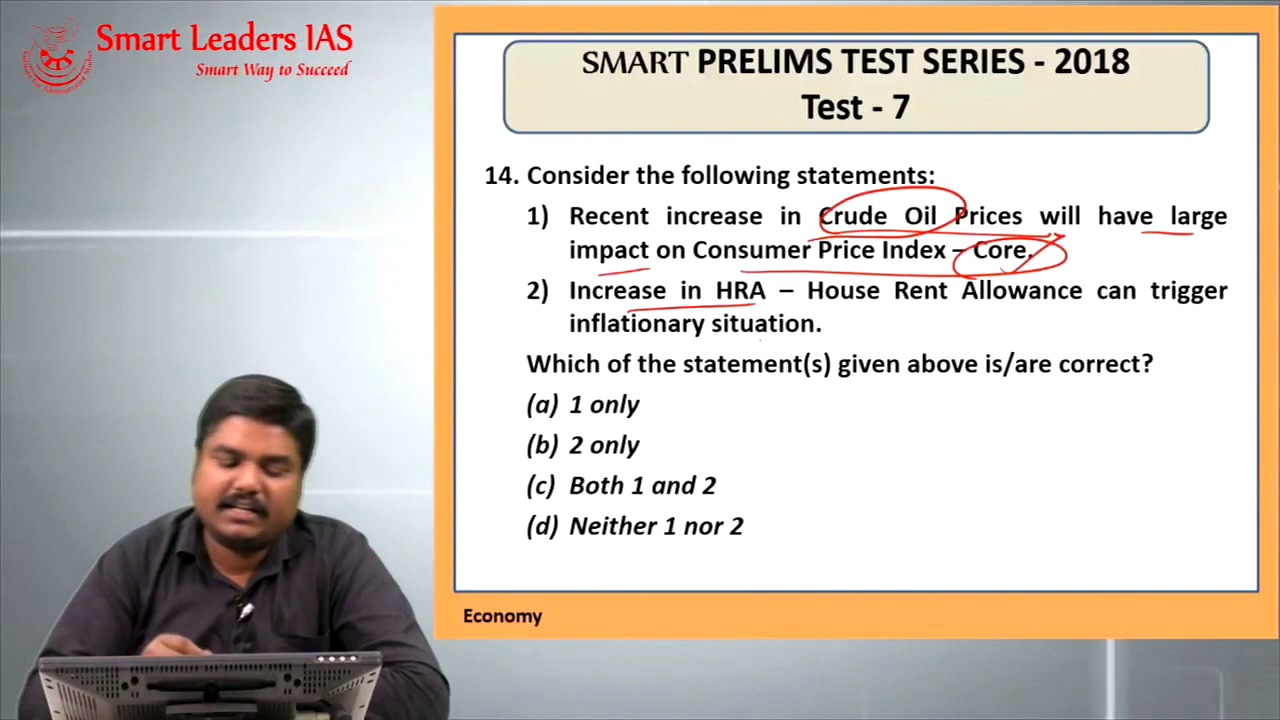 Smart Leaders IAS
Smart Way to Succeed
SMART PRELIMS TEST SERIES - 2018
Test - 7
14. Consider the following statements:
1) Recent increase in Crude Oil Prices will have large
impact on Consumer Price Index – Core.
2) Increase in HRA – House Rent Allowance can trigger
inflationary situation.
Which of the statement(s) given above is/are correct?
(a) 1 only
(b) 2 only
(c) Both 1 and 2
(d) Neither 1 nor 2
Economy